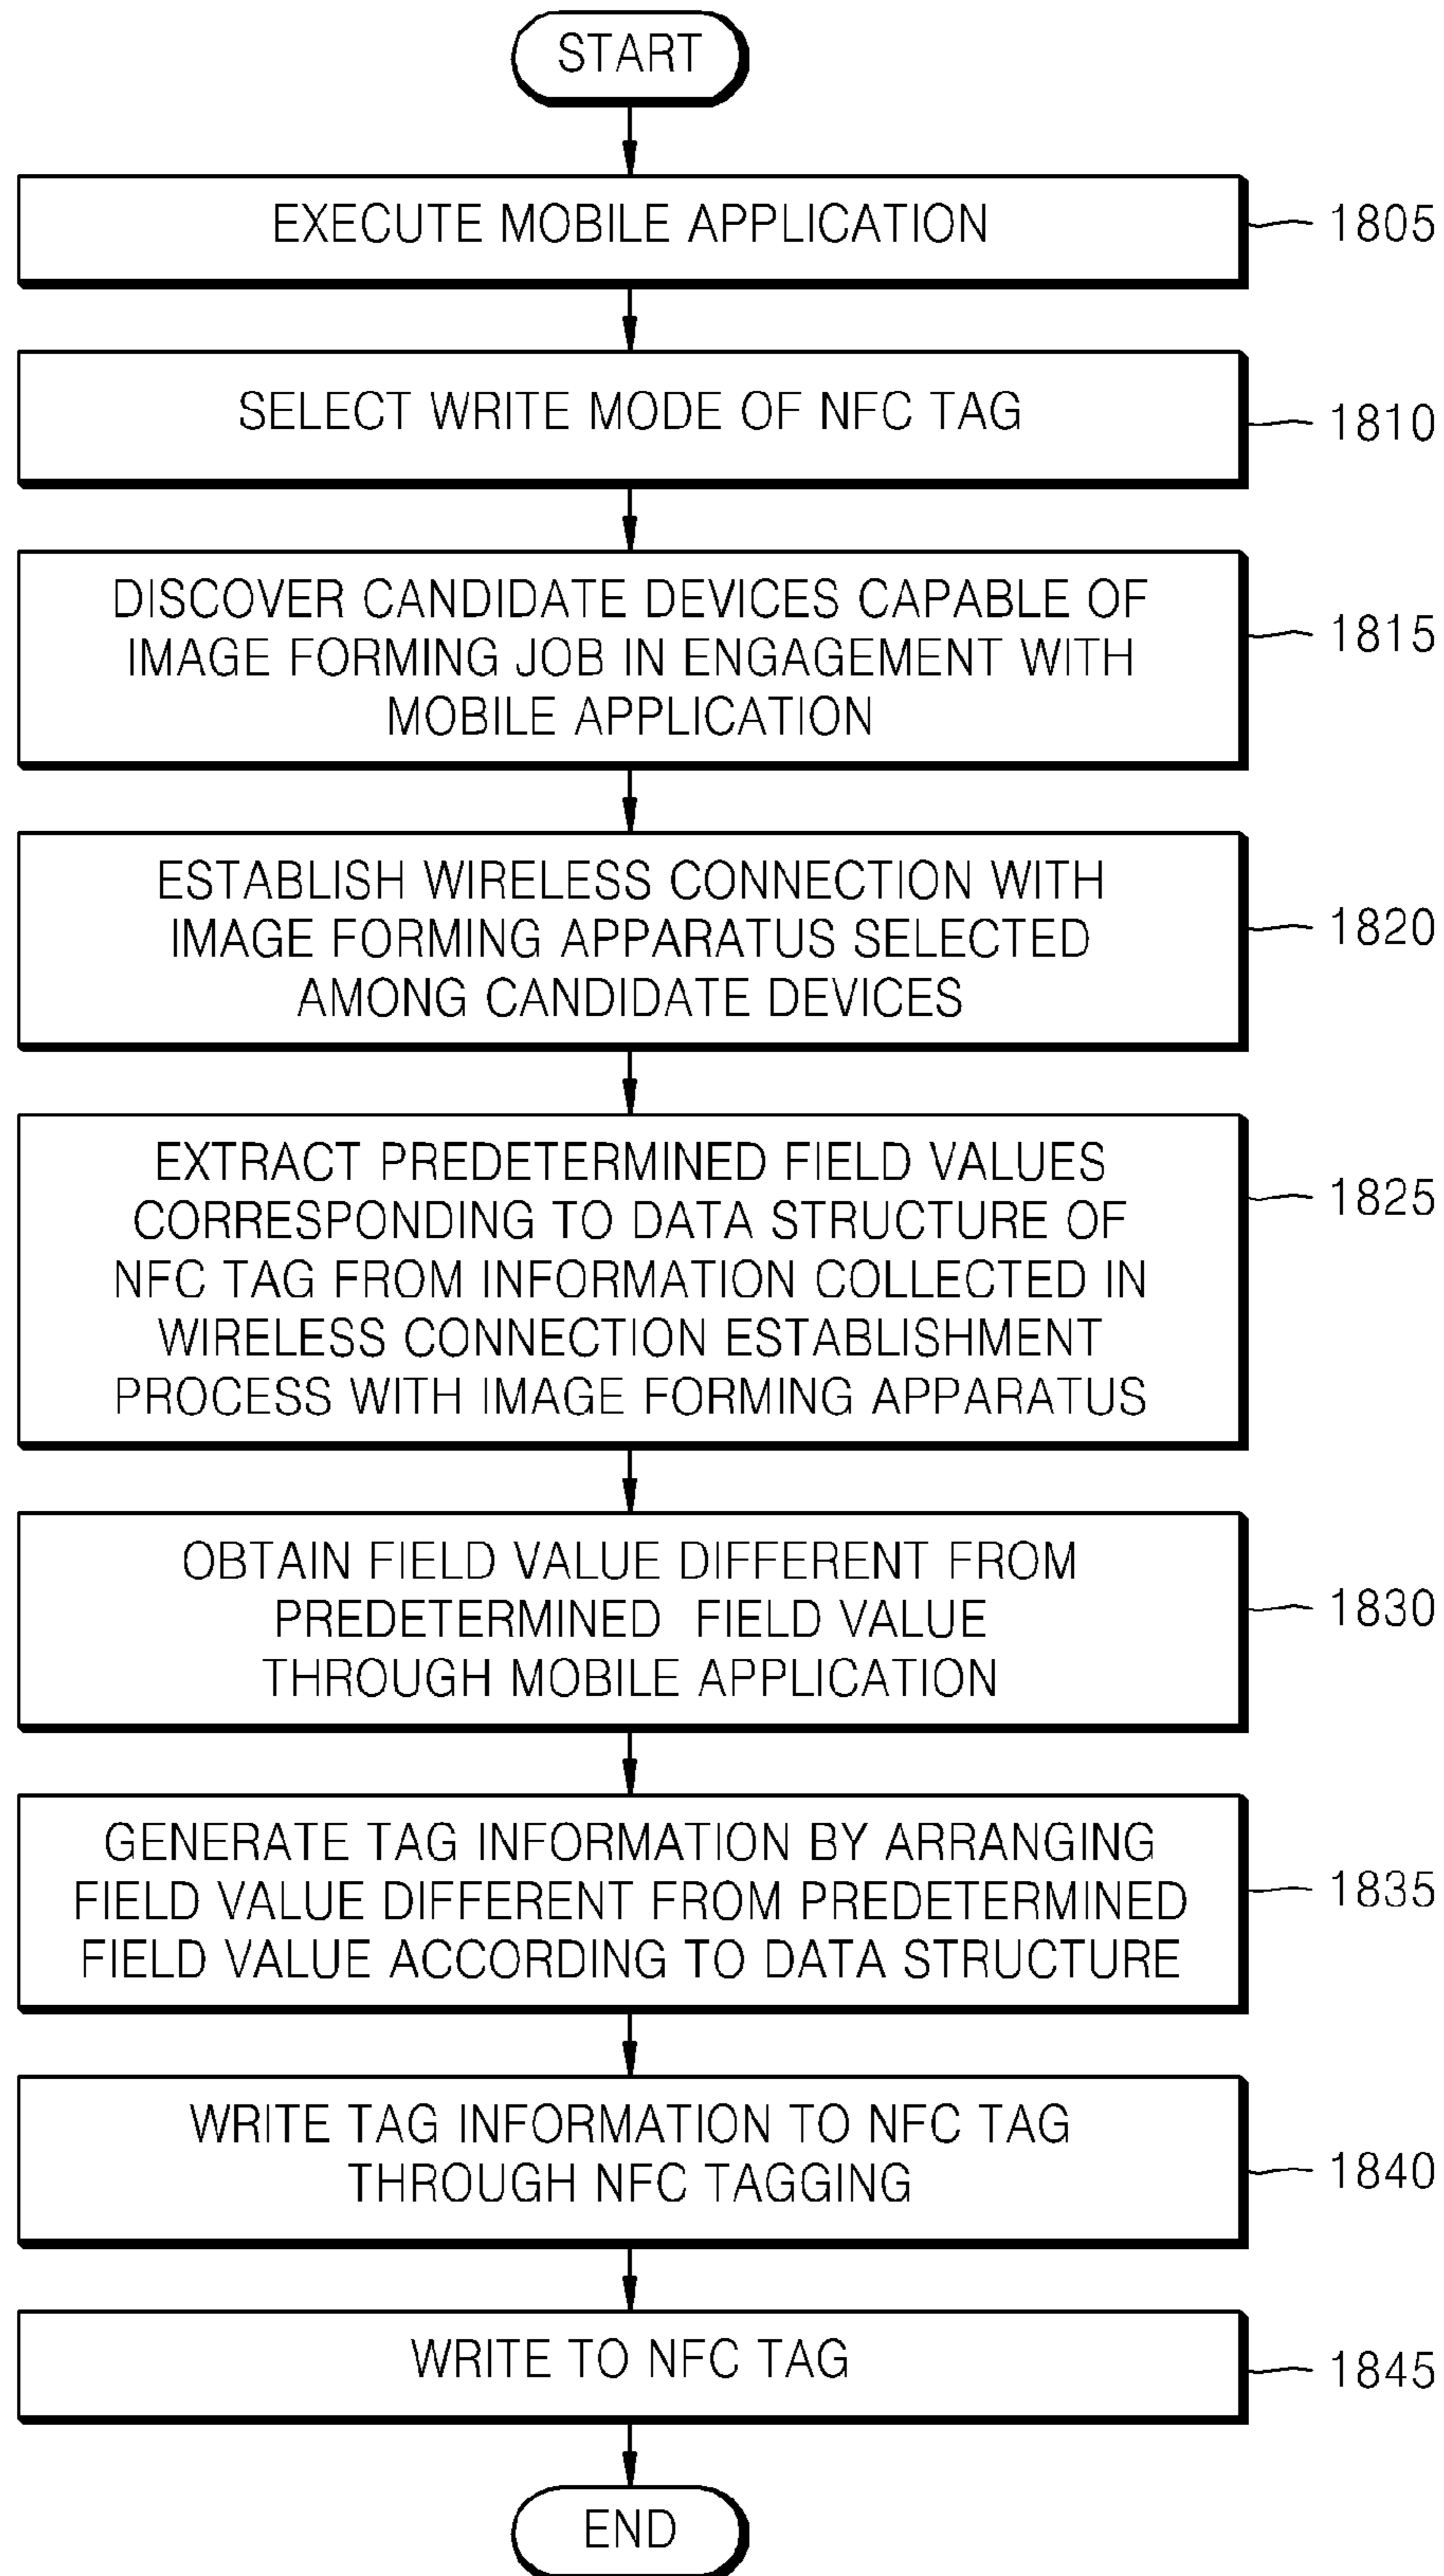 START
EXECUTE MOBILE APPLICATION
1805
SELECT WRITE MODE OF NFC TAG
1810
DISCOVER CANDIDATE DEVICES CAPABLE OF
IMAGE FORMING JOB IN ENGAGEMENT WITH
MOBILE APPLICATION
1815
ESTABLISH WIRELESS CONNECTION WITH
IMAGE FORMING APPARATUS SELECTED
AMONG CANDIDATE DEVICES
1820
EXTRACT PREDETERMINED FIELD VALUES
CORRESPONDING TO DATA STRUCTURE OF
NFC TAG FROM INFORMATION COLLECTED IN
WIRELESS CONNECTION ESTABLISHMENT
PROCESS WITH IMAGE FORMING APPARATUS
1825
OBTAIN FIELD VALUE DIFFERENT FROM
PREDETERMINED FIELD VALUE
THROUGH MOBILE APPLICATION
1830
GENERATE TAG INFORMATION BY ARRANGING
FIELD VALUE DIFFERENT FROM PREDETERMINED
FIELD VALUE ACCORDING TO DATA STRUCTURE
1835
WRITE TAG INFORMATION TO NFC TAG
THROUGH NFC TAGGING
1840
WRITE TO NFC TAG
1845
END